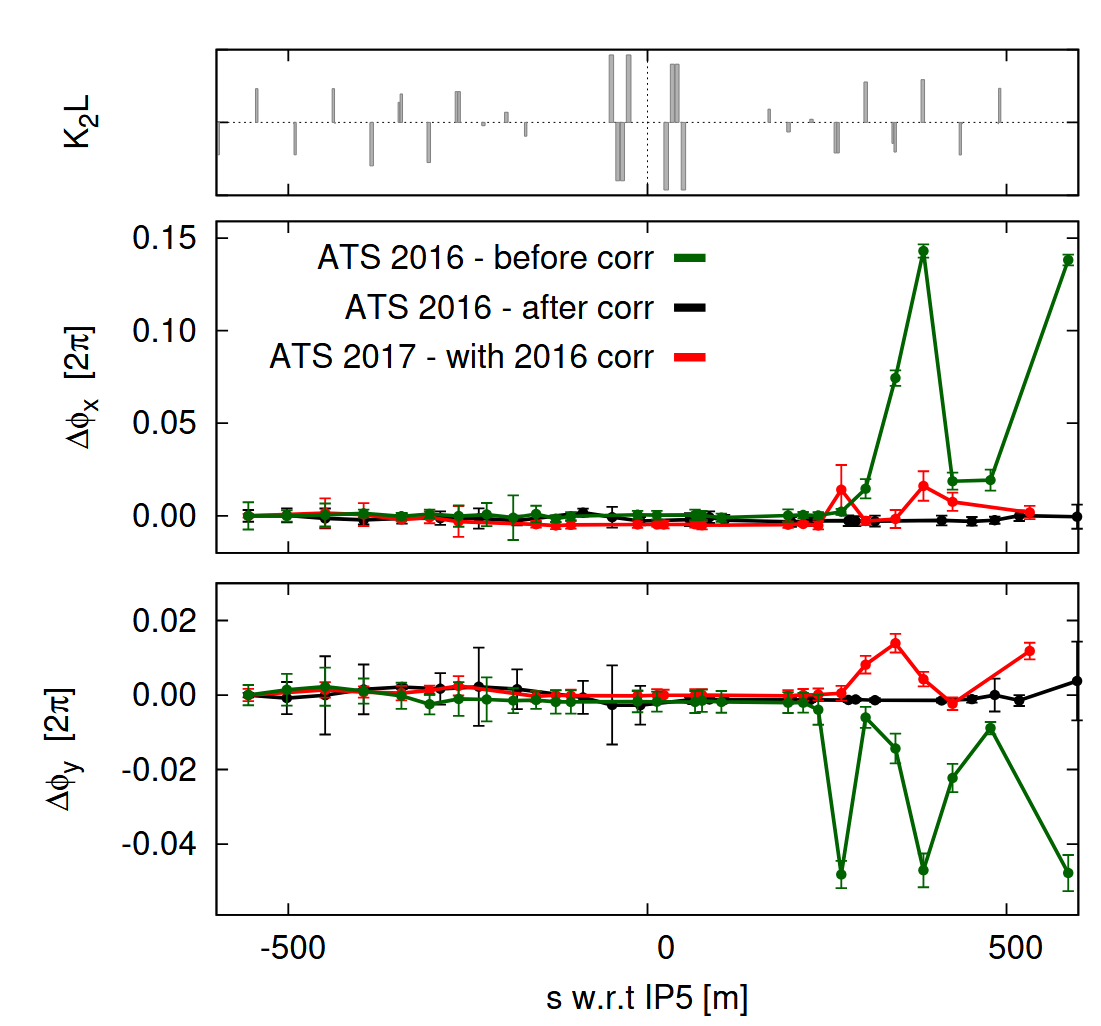 K2L
0.15
0.10
0.05
0.00
Δϕx [2π]
ATS 2016 - before corr
ATS 2016 - after corr
ATS 2017 - with 2016 corr
0.02
0.00
-0.02
-0.04
Δϕy [2π]
-500
0
500
s w.r.t IP5 [m]